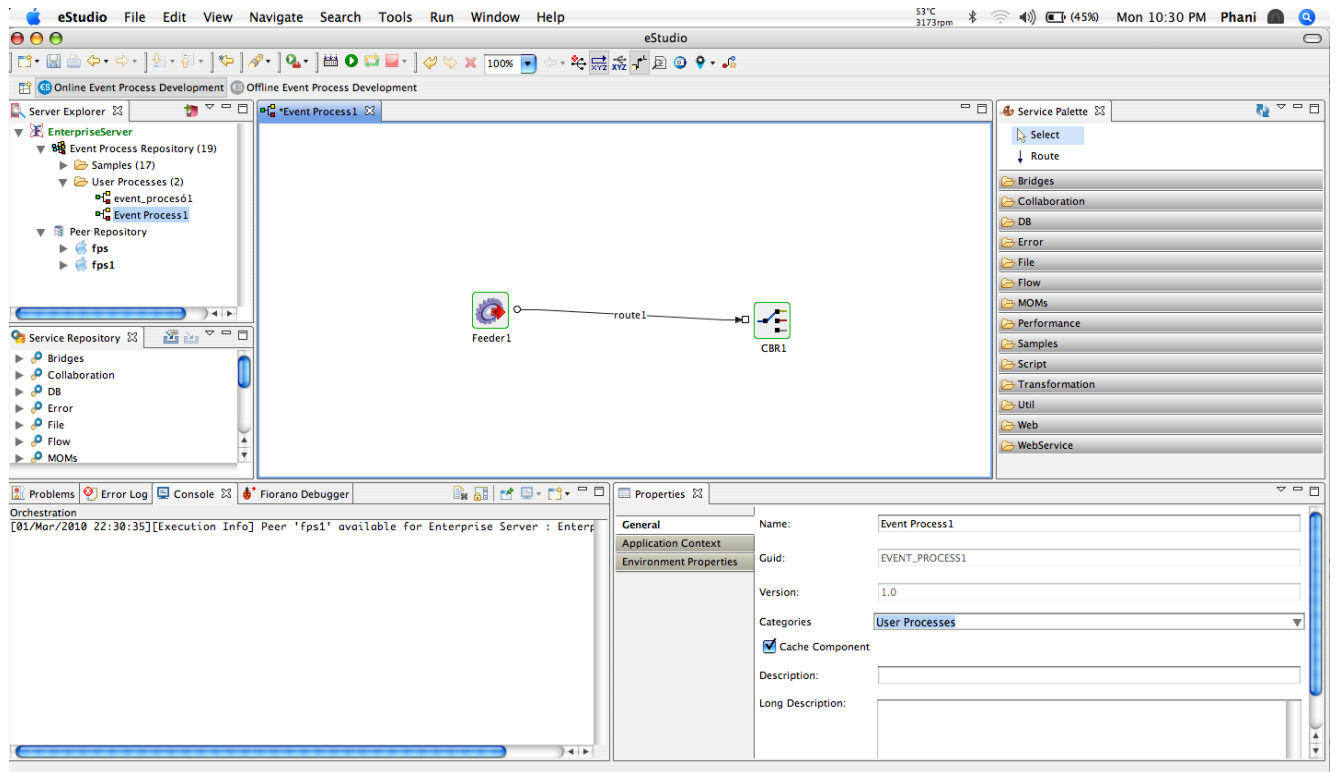 eStudio File Edit View Navigate Search Tools Run Window Help 53°C 3173rpm (45%) Mon 10:30 PM Phani
eStudio
100% XYZ XYZ
Online Event Process Development Offline Event Process Development
Server Explorer
EnterpriseServer
Event Process Repository (19)
Samples (17)
User Processes (2)
event_procesó1
Event Process1
Peer Repository
fps
fps1
Service Repository
Bridges
Collaboration
DB
Error
File
Flow
MOMs
*Event Process1
Feeder1
route1
CBR1
Service Palette
Select
Route
Bridges
Collaboration
DB
Error
File
Flow
MOMs
Performance
Samples
Script
Transformation
Util
Web
WebService
Problems Error Log Console Fiorano Debugger
Orchestration
[01/Mar/2010 22:30:35][Execution Info] Peer 'fps1' available for Enterprise Server : Enterp
Properties
General
Application Context
Environment Properties
Name: Event Process1
Guid: EVENT_PROCESS1
Version: 1.0
Categories User Processes
Cache Component
Description:
Long Description: